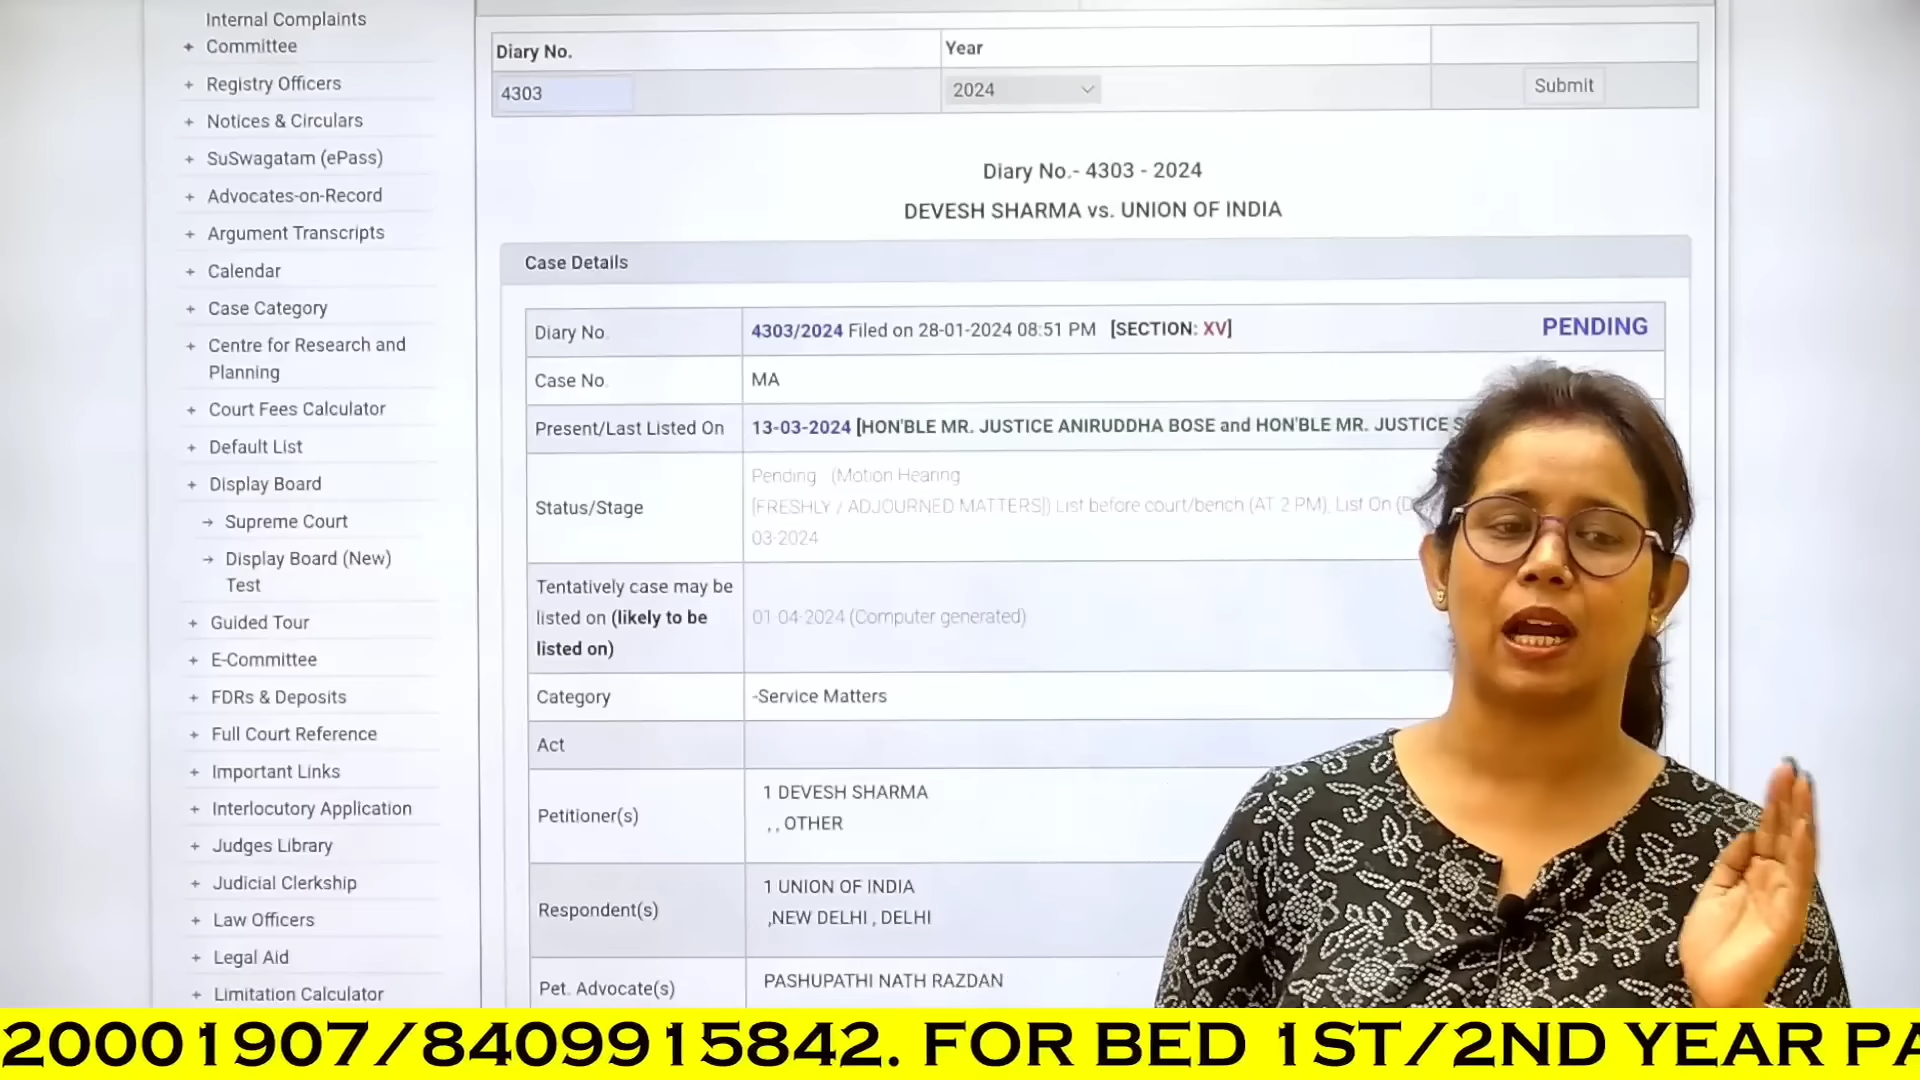 Internal Complaints
+ Committee
+ Registry Officers
+ Notices & Circulars
+ SuSwagatam (ePass)
+ Advocates-on-Record
+ Argument Transcripts
+ Calendar
+ Case Category
+ Centre for Research and
Planning
+ Court Fees Calculator
+ Default List
+ Display Board
→ Supreme Court
→ Display Board (New)
Test
+ Guided Tour
+ E-Committee
+ FDRs & Deposits
+ Full Court Reference
+ Important Links
+ Interlocutory Application
+ Judges Library
+ Judicial Clerkship
+ Law Officers
+ Legal Aid
+ Limitation Calculator
Diary No. Year
4303 2024 Submit
Diary No.- 4303 - 2024
DEVESH SHARMA vs. UNION OF INDIA
Case Details
Diary No. 4303/2024 Filed on 28-01-2024 08:51 PM [SECTION: XV] PENDING
Case No. MA
Present/Last Listed On 13-03-2024 [HON'BLE MR. JUSTICE ANIRUDDHA BOSE and HON'BLE MR. JUSTICE
Status/Stage
Pending (Motion Hearing
[FRESHLY / ADJOURNED MATTERS]) List before court/bench (AT 2 PM), List On
03-2024
Tentatively case may be
listed on (likely to be
listed on)
01-04-2024 (Computer generated)
Category -Service Matters
Act
Petitioner(s)
1 DEVESH SHARMA
, , OTHER
Respondent(s)
1 UNION OF INDIA
,NEW DELHI , DELHI
Pet. Advocate(s) PASHUPATHI NATH RAZDAN
20001907/8409915842. FOR BED 1ST/2ND YEAR